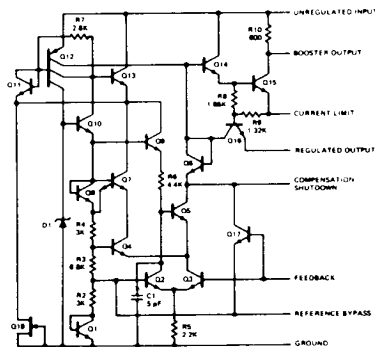 UNREGULATED INPUT
R7
2.8K
R10
600
Q12
BOOSTER OUTPUT
Q11
Q13
Q14
Q15
R8
1.66K
CURRENT LIMIT
R9
1.32K
Q10
Q16
Q9
REGULATED OUTPUT
Q6
COMPENSATION
SHUTDOWN
Q8
Q7
R6
4.4K
Q5
R4
3K
Q17
D1
Q4
R3
6.8K
FEEDBACK
R2
3K
Q2
Q3
REFERENCE BYPASS
C1
5 pF
Q18
Q1
R5
2.2K
GROUND